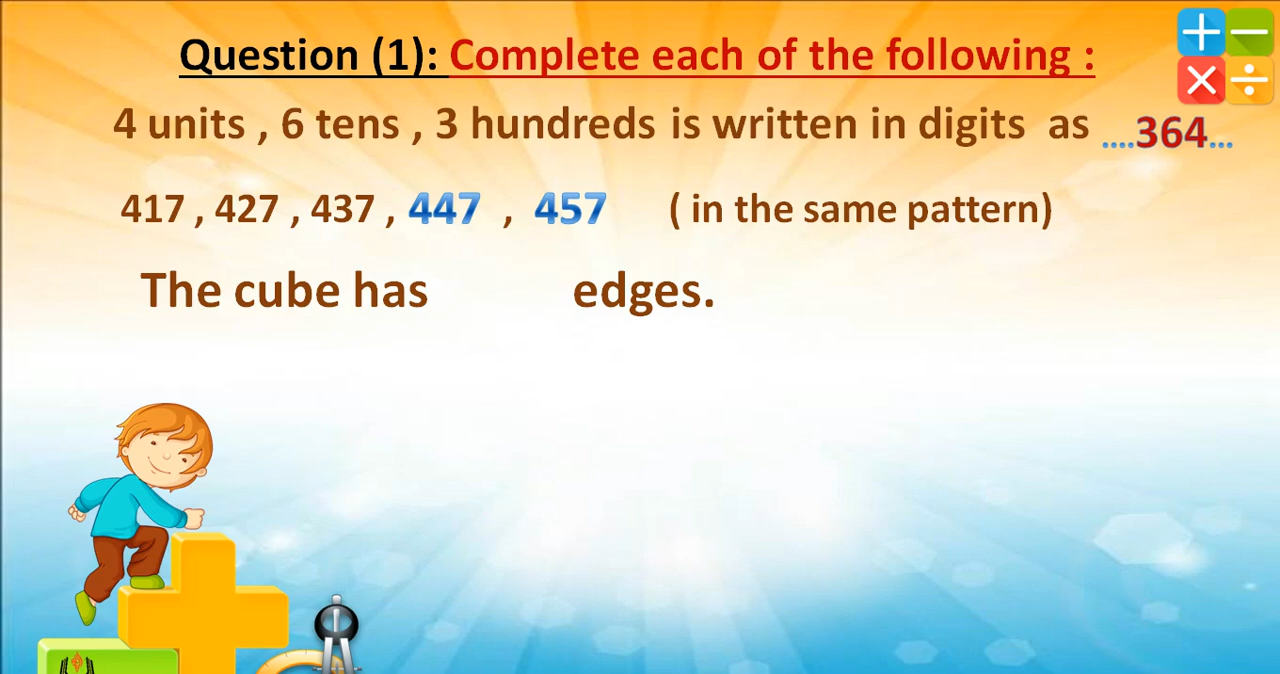 Question (1): Complete each of the following :
4 units , 6 tens , 3 hundreds is written in digits as ....364...
417 , 427 , 437 , 447 , 457 ( in the same pattern)
The cube has edges.